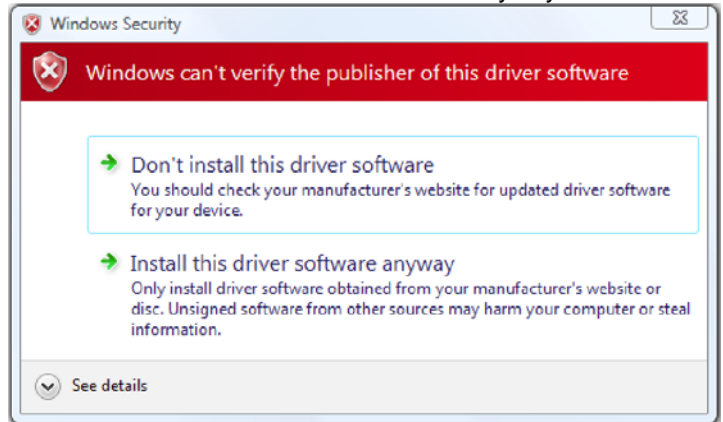 Windows Security
Windows can't verify the publisher of this driver software
Don't install this driver software
You should check your manufacturer's website for updated driver software
for your device.
Install this driver software anyway
Only install driver software obtained from your manufacturer's website or
disc. Unsigned software from other sources may harm your computer or steal
information.
See details